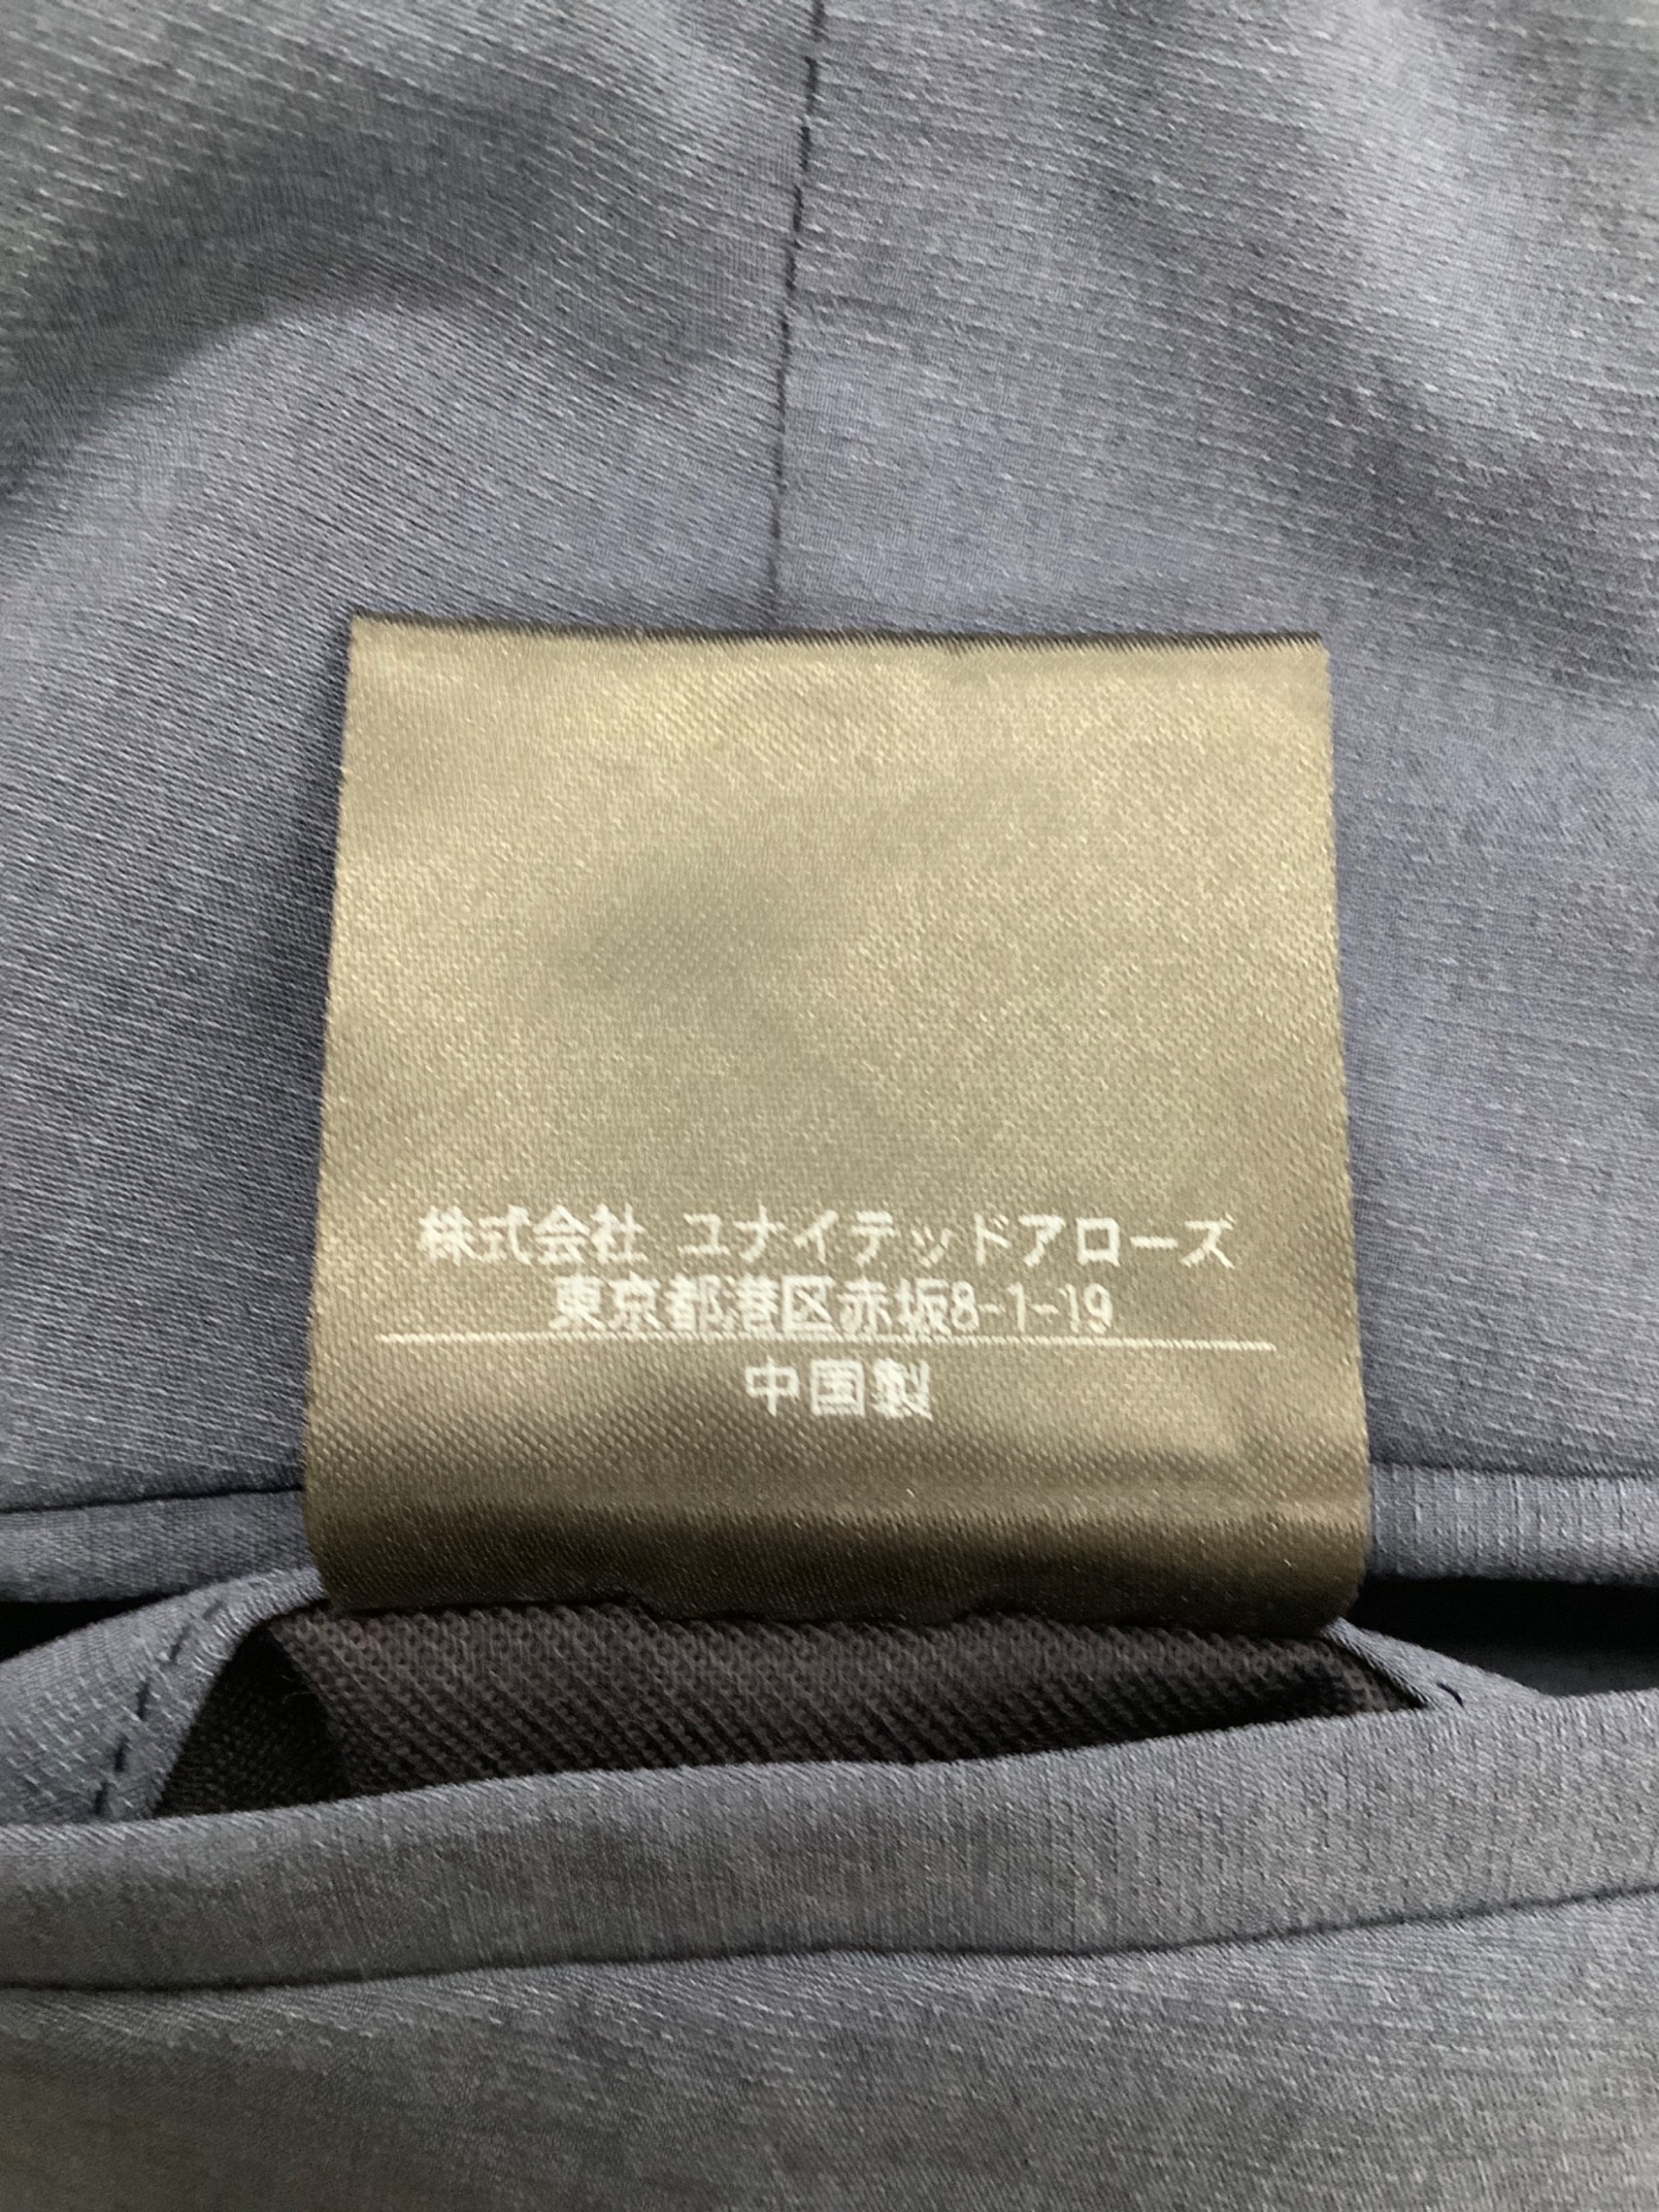 株式会社 ユナイテッドアローズ
東京都港区赤坂8-1-19
中国製